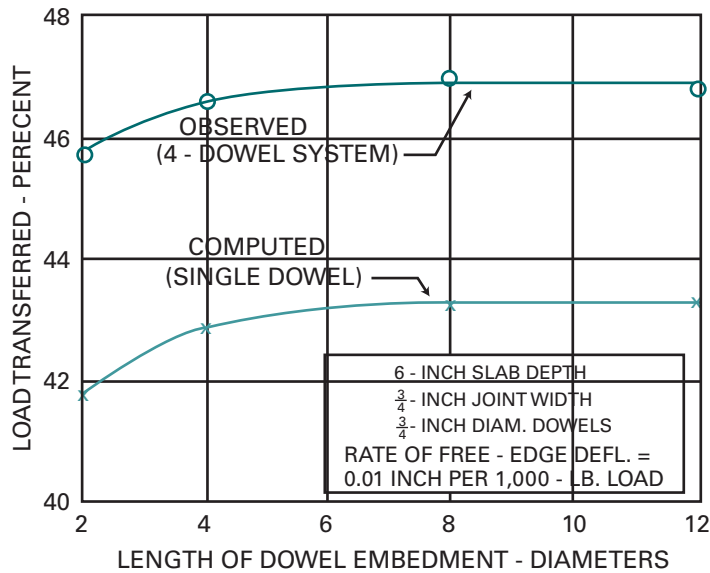 48
46
44
42
40
LOAD TRANSFERRED - PERECENT
OBSERVED
(4 - DOWEL SYSTEM)
COMPUTED
(SINGLE DOWEL)
6 - INCH SLAB DEPTH
3/4 - INCH JOINT WIDTH
3/4 - INCH DIAM. DOWELS
RATE OF FREE - EDGE DEFL. =
0.01 INCH PER 1,000 - LB. LOAD
2 4 6 8 10 12
LENGTH OF DOWEL EMBEDMENT - DIAMETERS